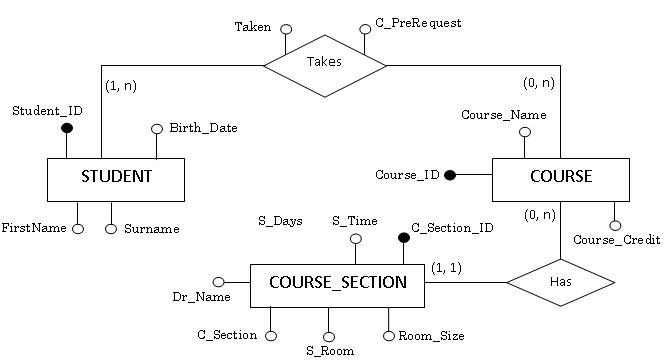 Taken
C_PreRequest
Takes
(1, n)
(0, n)
Student_ID
Birth_Date
STUDENT
FirstName
Surname
Course_Name
Course_ID
COURSE
(0, n)
Course_Credit
S_Days
S_Time
C_Section_ID
(1, 1)
Has
Dr_Name
COURSE_SECTION
C_Section
S_Room
Room_Size